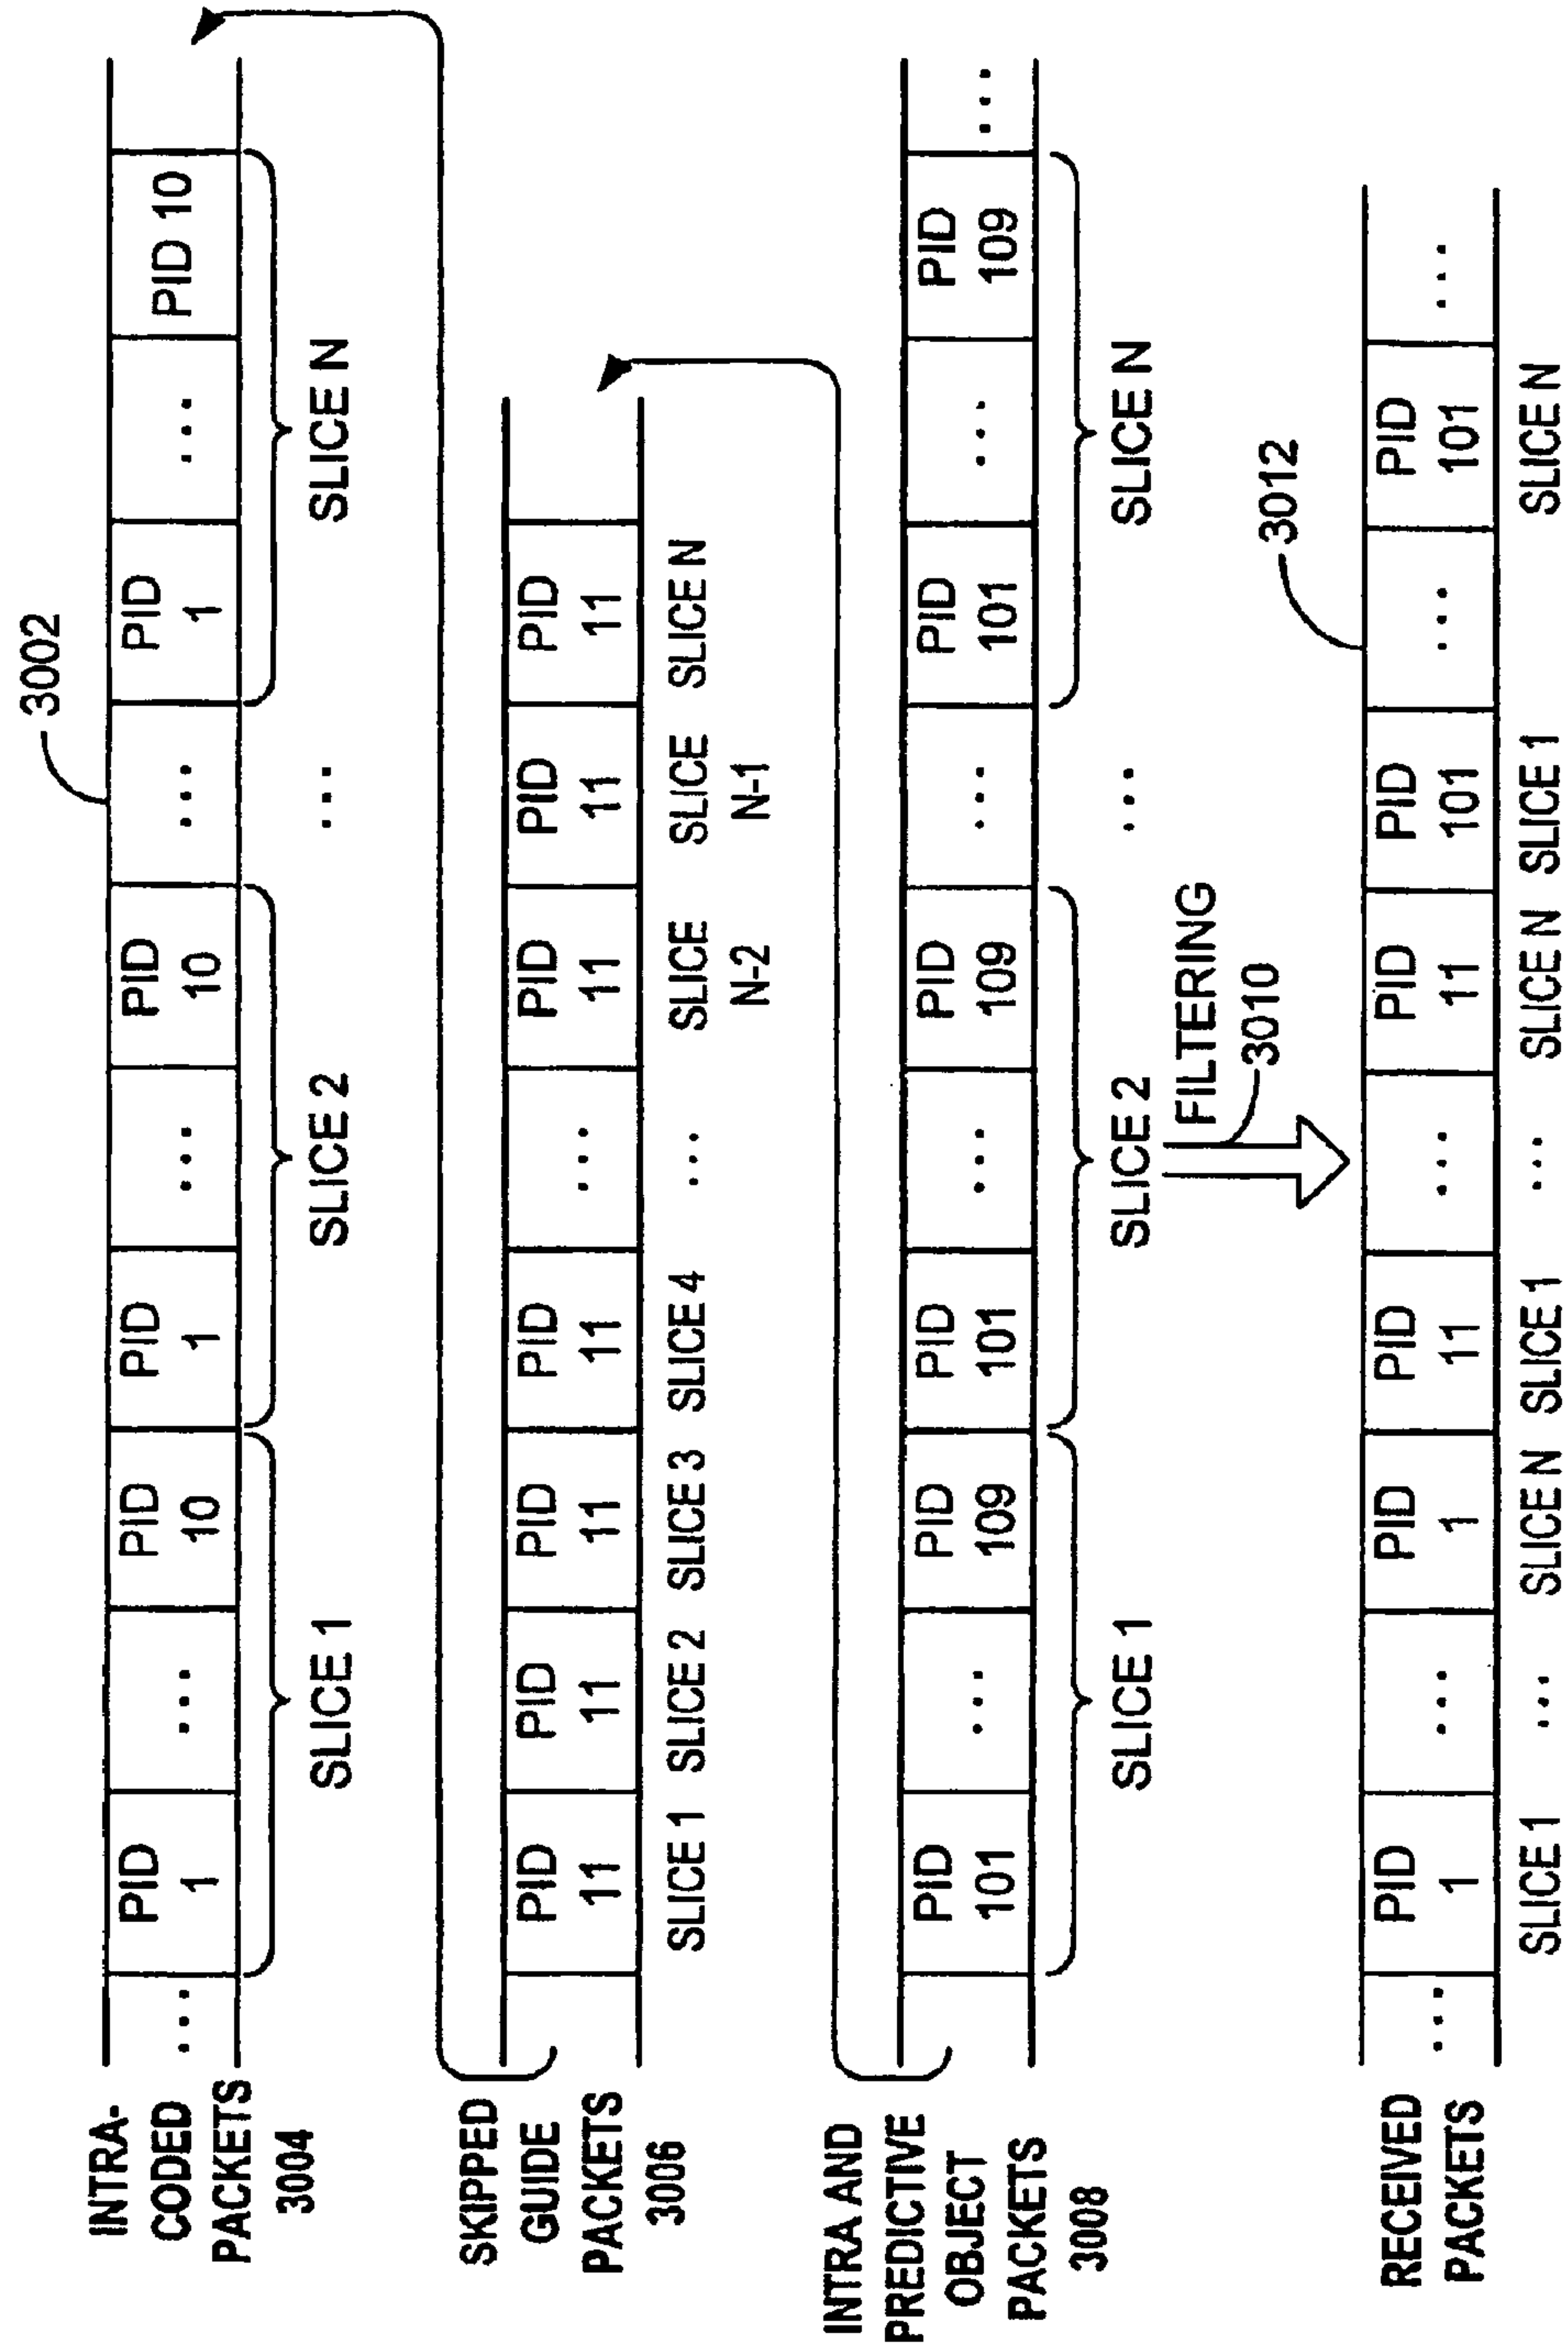 3002
INTRA-
CODED
PACKETS
3004
... PID 1 ... PID 10 PID 1 ... PID 10 ... PID 1 ... PID 10
SLICE 1 SLICE 2 ... SLICE N
SKIPPED
GUIDE
PACKETS
3006
PID 11 PID 11 PID 11 PID 11 ... PID 11 PID 11 PID 11
SLICE 1 SLICE 2 SLICE 3 SLICE 4 ... SLICE N-2 SLICE N-1 SLICE N
INTRA AND
PREDICTIVE
OBJECT
PACKETS
3008
PID 101 ... PID 109 PID 101 ... PID 109 ... PID 101 ... PID 109 ...
SLICE 1 SLICE 2 ... SLICE N
FILTERING
3010
3012
RECEIVED
PACKETS
... PID 1 ... PID 1 PID 11 ... PID 11 PID 101 ... PID 101 ...
SLICE 1 ... SLICE N SLICE 1 ... SLICE N SLICE 1 SLICE N